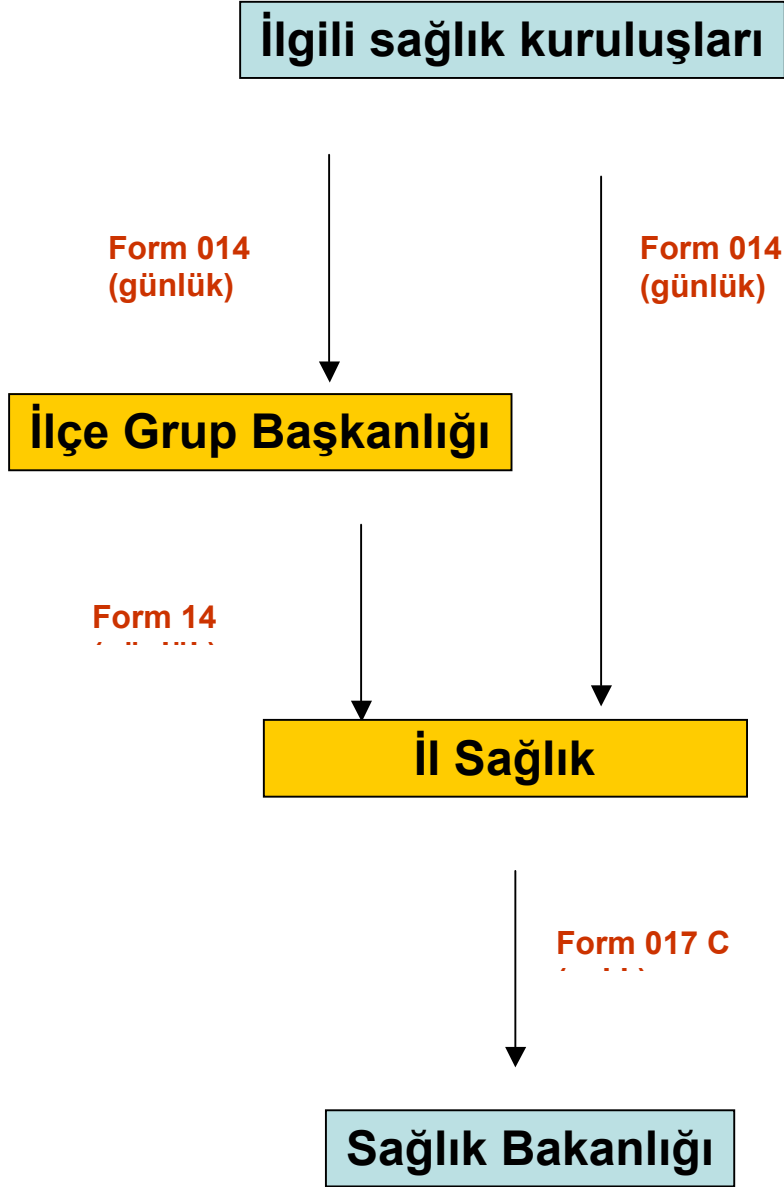 İlgili sağlık kuruluşları
Form 014
(günlük)
Form 014
(günlük)
İlçe Grup Başkanlığı
Form 14
İl Sağlık
Form 017 C
Sağlık Bakanlığı